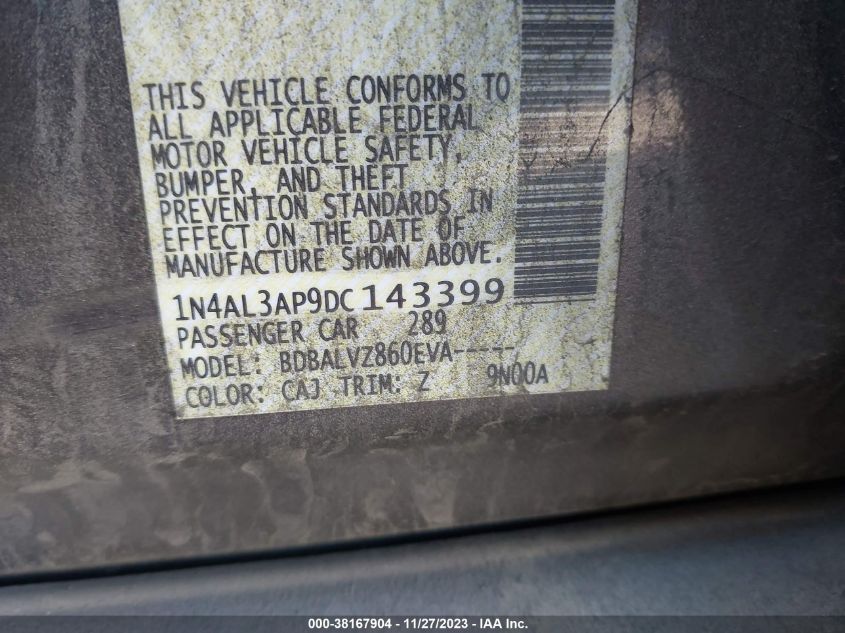 THIS VEHICLE CONFORMS TO
ALL APPLICABLE FEDERAL
MOTOR VEHICLE SAFETY,
BUMPER, AND THEFT
PREVENTION STANDARDS IN
EFFECT ON THE DATE OF
MANUFACTURE SHOWN ABOVE.
1N4AL3AP9DC143399
PASSENGER CAR 289
MODEL: BDBALVZ860EVA-----
COLOR: CAJ TRIM: Z 9N00A
000-38167904 - 11/27/2023 - IAA Inc.